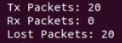 Tx Packets: 20
Rx Packets: 0
Lost Packets: 20